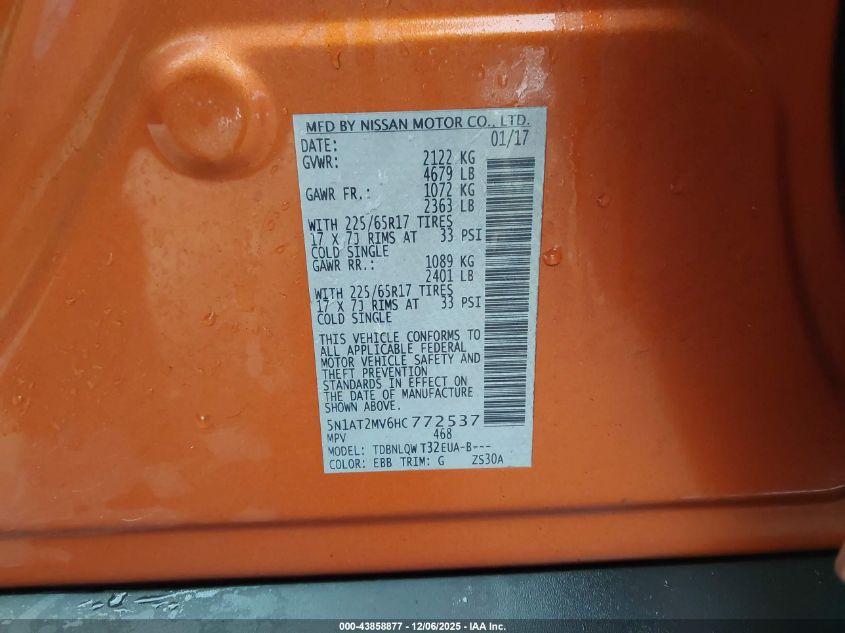 MFD BY NISSAN MOTOR CO., LTD.
DATE: 01/17
GVWR: 2122 KG
4679 LB
GAWR FR.: 1072 KG
2363 LB
WITH 225/65R17 TIRES
17 X 7J RIMS AT 33 PSI
COLD SINGLE
GAWR RR.: 1089 KG
2401 LB
WITH 225/65R17 TIRES
17 X 7J RIMS AT 33 PSI
COLD SINGLE
THIS VEHICLE CONFORMS TO
ALL APPLICABLE FEDERAL
MOTOR VEHICLE SAFETY AND
THEFT PREVENTION
STANDARDS IN EFFECT ON
THE DATE OF MANUFACTURE
SHOWN ABOVE.
5N1AT2MV6HC772537
MPV 468
MODEL: TDBNLQW T32EUA-B---
COLOR: EBB TRIM: G ZS30A
000-43858877 - 12/06/2025 - IAA Inc.